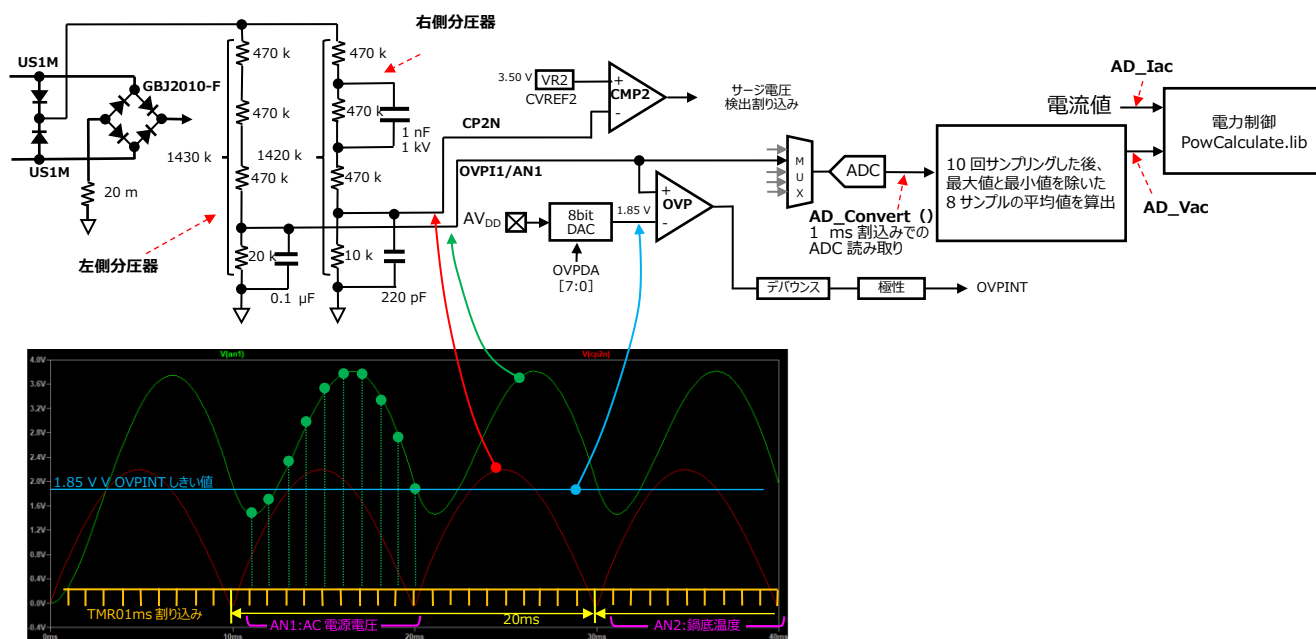 右側分圧器
US1M
GBJ2010-F
US1M
20 m
470 k
470 k
470 k
470 k
470 k
470 k
1430 k
1420 k
1 nF
1 kV
20 k
10 k
0.1 µF
220 pF
左側分圧器
3.50 V
VR2
CVREF2
+
CMP2
-
サージ電圧
検出割り込み
CP2N
OVPI1/AN1
AVDD
8bit
DAC
OVPDA
[7:0]
1.85 V
+
OVP
-
M
U
X
ADC
AD_Convert ()
1 ms 割込みでの
ADC 読み取り
10 回サンプリングした後、
最大値と最小値を除いた
8 サンプルの平均値を算出
AD_Iac
電流値
AD_Vac
電力制御
PowCalculate.lib
デバウンス
極性
OVPINT
V(an1)
V(cp2n)
4.0V
3.6V
3.2V
2.8V
2.4V
2.0V
1.6V
1.2V
0.8V
0.4V
0.0V
-0.4V
1.85 V V OVPINT しきい値
TMR01ms 割り込み
20ms
AN1:AC 電源電圧
AN2:鍋底温度
0ms
10ms
20ms
30ms
40ms